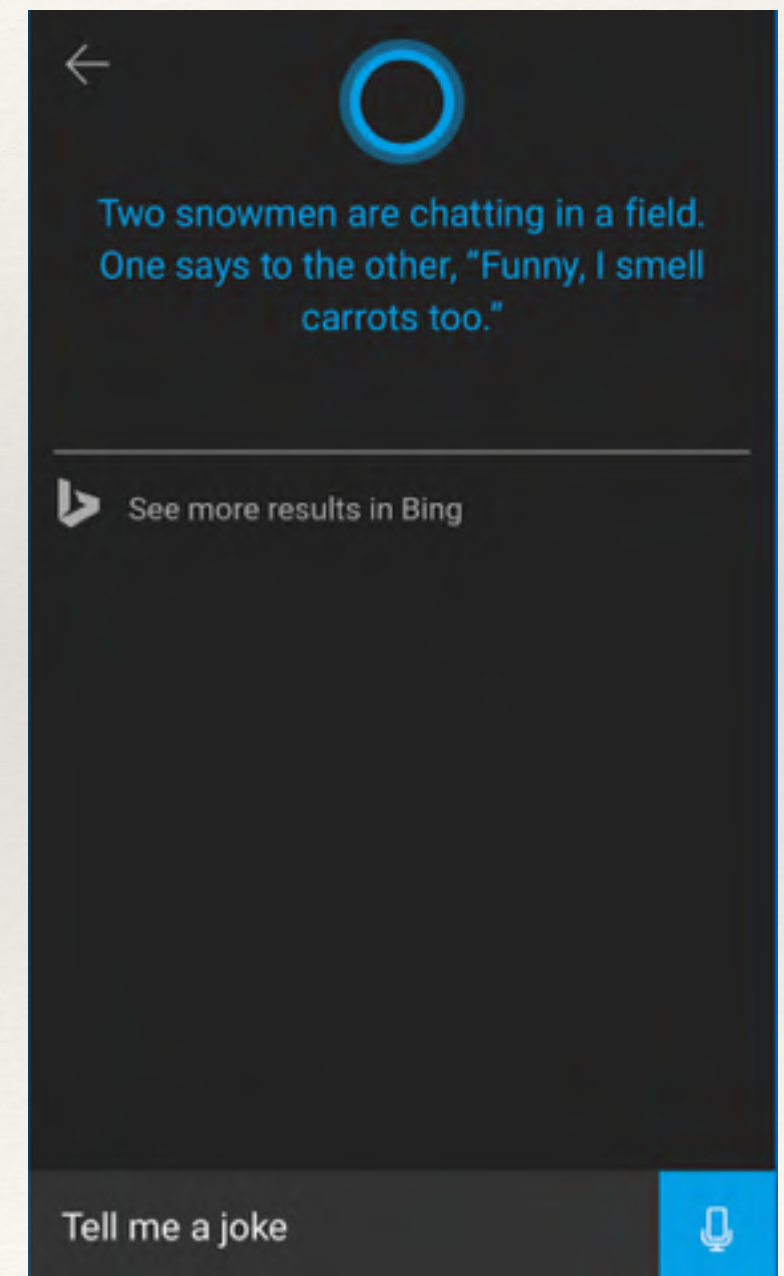 Two snowmen are chatting in a field.
One says to the other, “Funny, I smell
carrots too.”
See more results in Bing
Tell me a joke